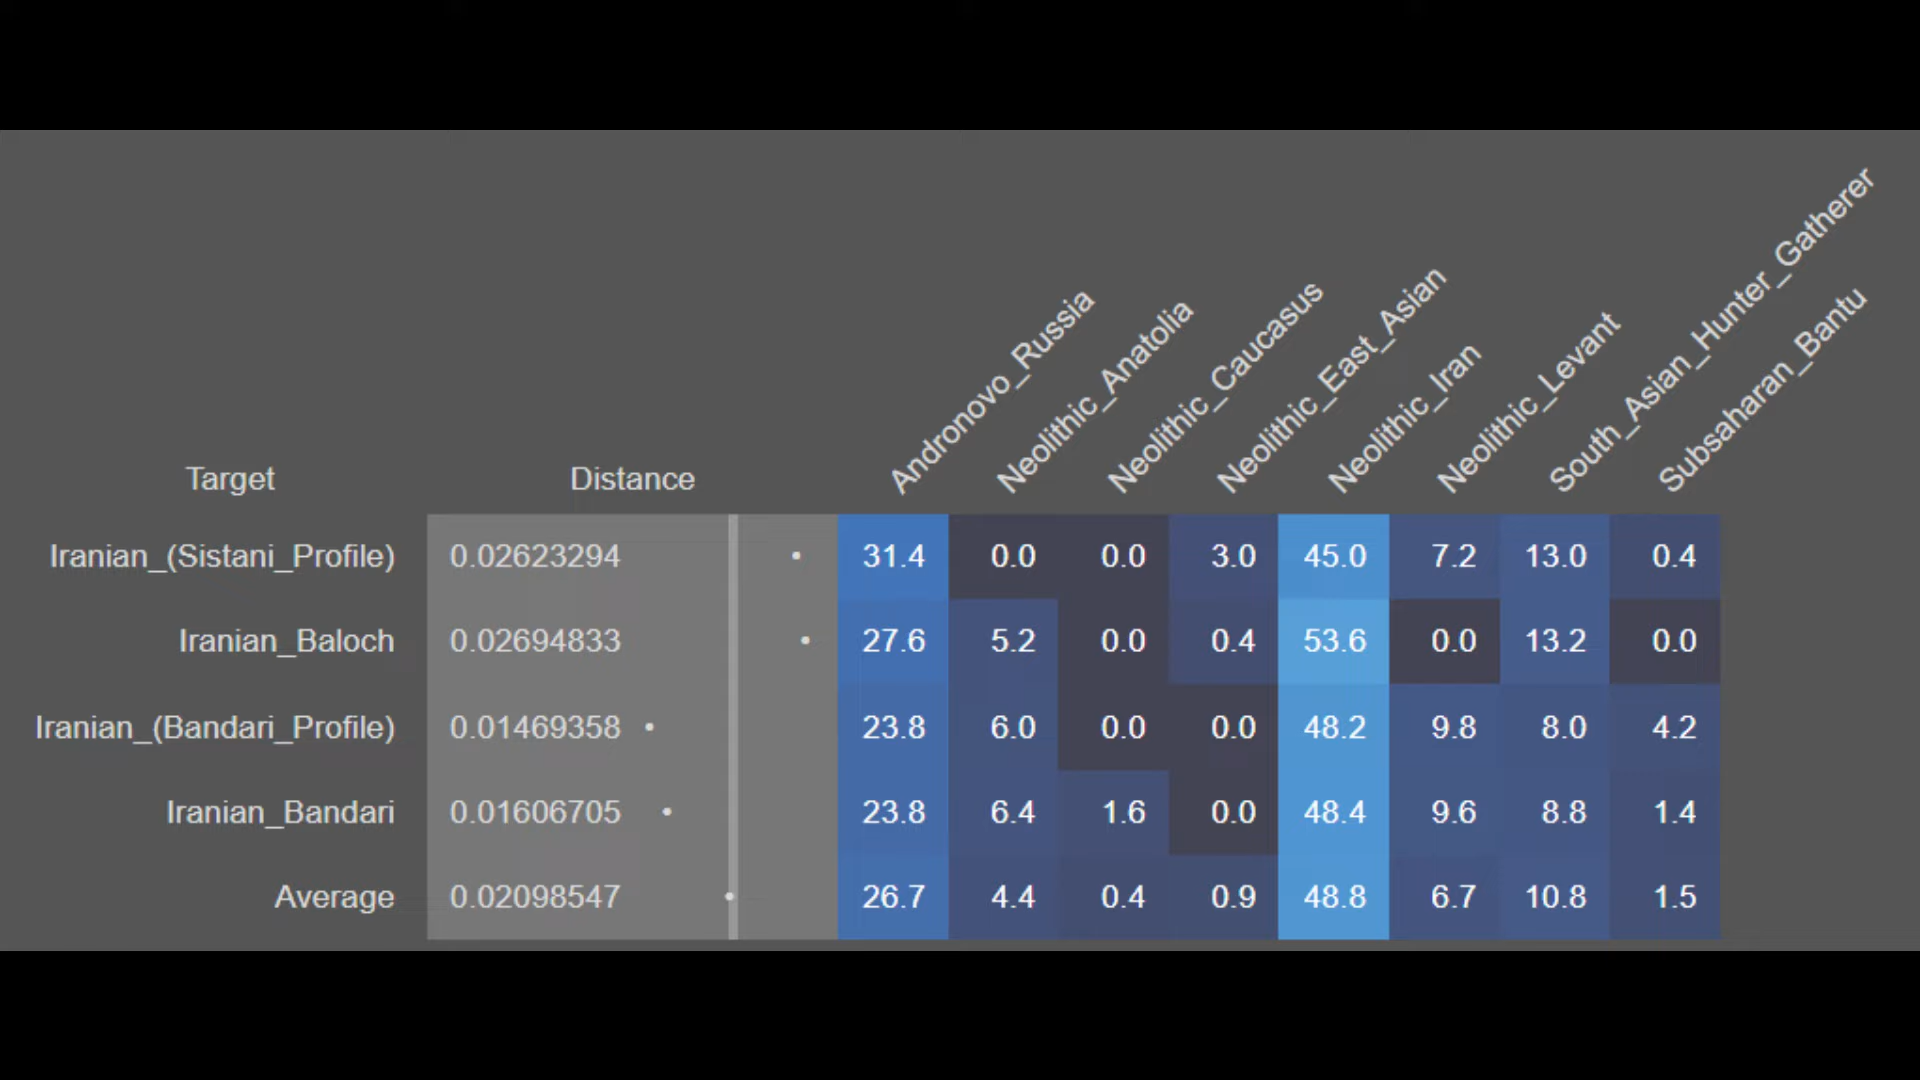 Target Distance Andronovo_Russia Neolithic_Anatolia Neolithic_Caucasus Neolithic_East_Asian Neolithic_Iran Neolithic_Levant South_Asian_Hunter_Gatherer Subsaharan_Bantu
Iranian_(Sistani_Profile) 0.02623294 31.4 0.0 0.0 3.0 45.0 7.2 13.0 0.4
Iranian_Baloch 0.02694833 27.6 5.2 0.0 0.4 53.6 0.0 13.2 0.0
Iranian_(Bandari_Profile) 0.01469358 23.8 6.0 0.0 0.0 48.2 9.8 8.0 4.2
Iranian_Bandari 0.01606705 23.8 6.4 1.6 0.0 48.4 9.6 8.8 1.4
Average 0.02098547 26.7 4.4 0.4 0.9 48.8 6.7 10.8 1.5